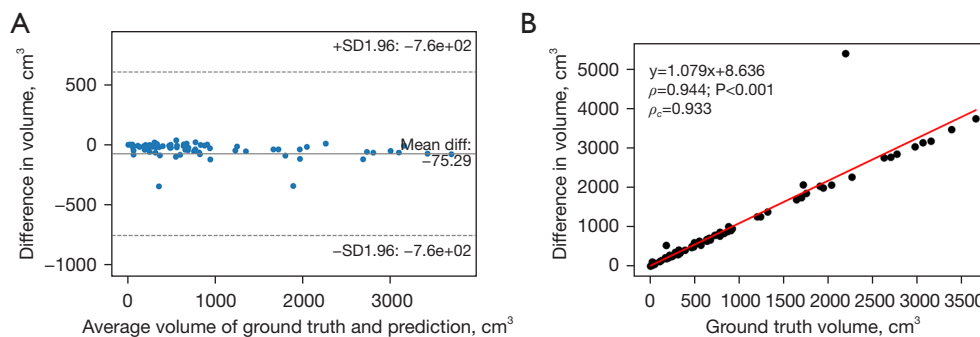 A
Difference in volume, cm³
500
0
−500
−1000
+SD1.96: −7.6e+02
Mean diff:
−75.29
−SD1.96: −7.6e+02
0 1000 2000 3000
Average volume of ground truth and prediction, cm³
B
Difference in volume, cm³
5000
4000
3000
2000
1000
0
y=1.079x+8.636
ρ=0.944; P<0.001
ρc=0.933
0 500 1000 1500 2000 2500 3000 3500
Ground truth volume, cm³